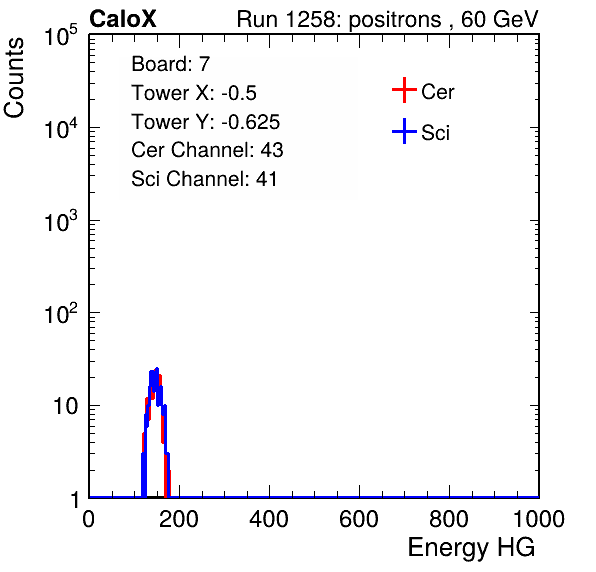 CaloX Run 1258: positrons , 60 GeV
Counts
Board: 7
Tower X: -0.5
Tower Y: -0.625
Cer Channel: 43
Sci Channel: 41
Cer
Sci
10^5
10^4
10^3
10^2
10
1
0 200 400 600 800 1000
Energy HG